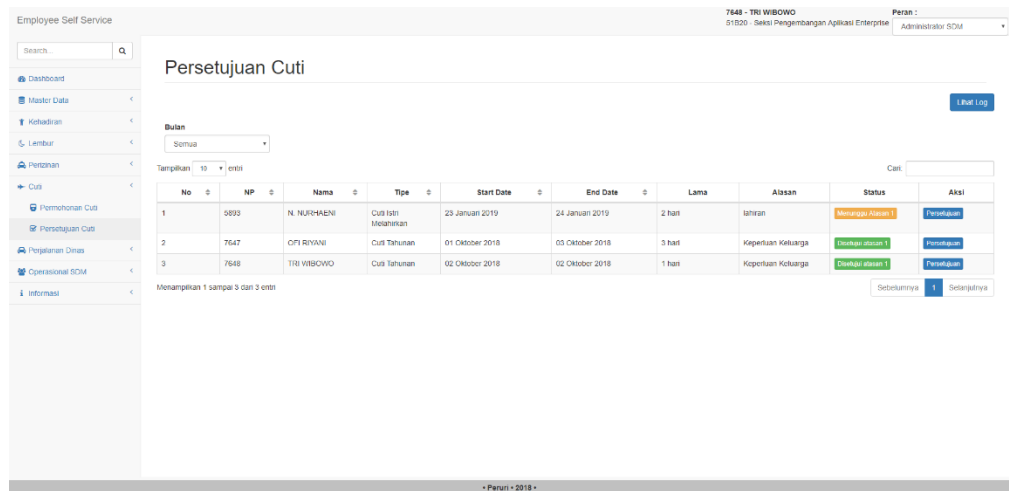 Employee Self Service
7648 - TRI WIBOWO
51B20 - Seksi Pengembangan Aplikasi Enterprise
Peran :
Administrator SDM
Search...
Dashboard
Master Data
Kehadiran
Lembur
Perizinan
Cuti
Permohonan Cuti
Persetujuan Cuti
Perjalanan Dinas
Operasional SDM
Informasi
Persetujuan Cuti
Lihat Log
Bulan
Semua
Tampilkan 10 entri
Cari:
No NP Nama Tipe Start Date End Date Lama Alasan Status Aksi
1 5893 N. NURHAENI Cuti Istri Melahirkan 23 Januari 2019 24 Januari 2019 2 hari lahiran Menunggu Atasan 1 Persetujuan
2 7647 OFI RIYANI Cuti Tahunan 01 Oktober 2018 03 Oktober 2018 3 hari Keperluan Keluarga Disetujui atasan 1 Persetujuan
3 7648 TRI WIBOWO Cuti Tahunan 02 Oktober 2018 02 Oktober 2018 1 hari Keperluan Keluarga Disetujui atasan 1 Persetujuan
Menampilkan 1 sampai 3 dari 3 entri
Sebelumnya 1 Selanjutnya
• Peruri • 2018 •